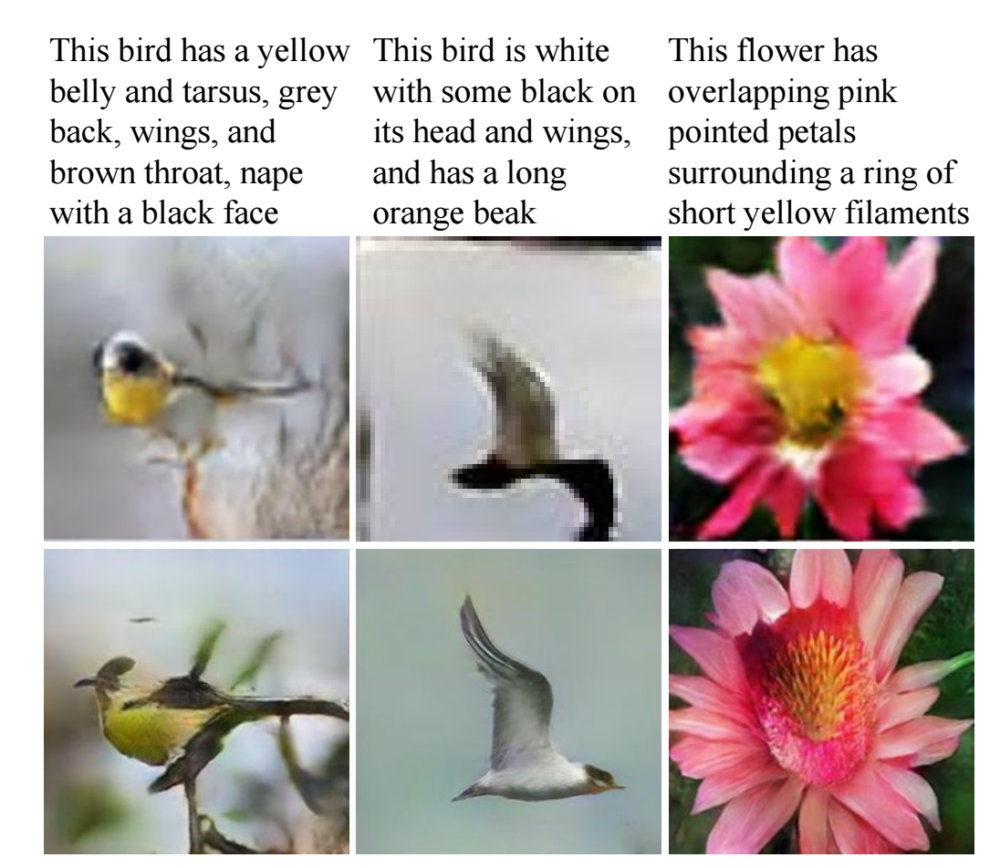 This bird has a yellow
belly and tarsus, grey
back, wings, and
brown throat, nape
with a black face
This bird is white
with some black on
its head and wings,
and has a long
orange beak
This flower has
overlapping pink
pointed petals
surrounding a ring of
short yellow filaments